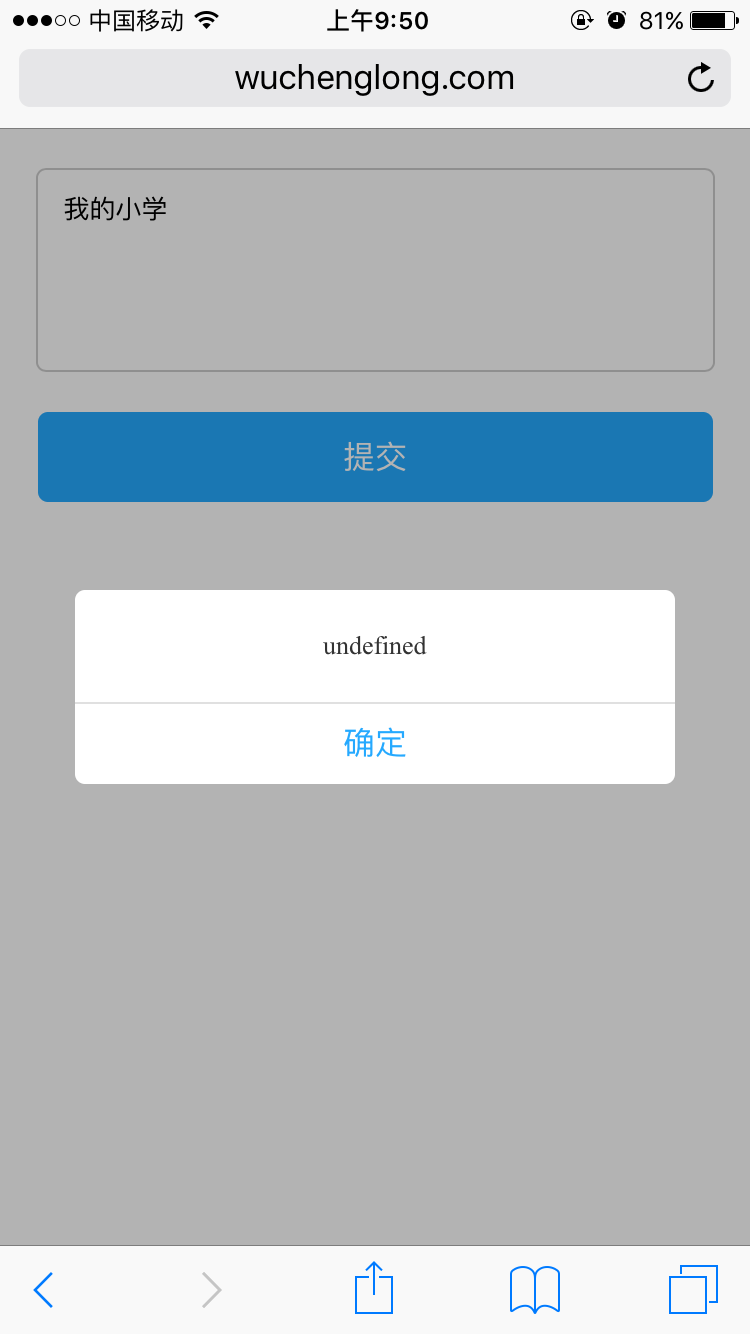 中国移动 上午9:50 81%
wuchenglong.com
我的小学
提交
undefined
确定